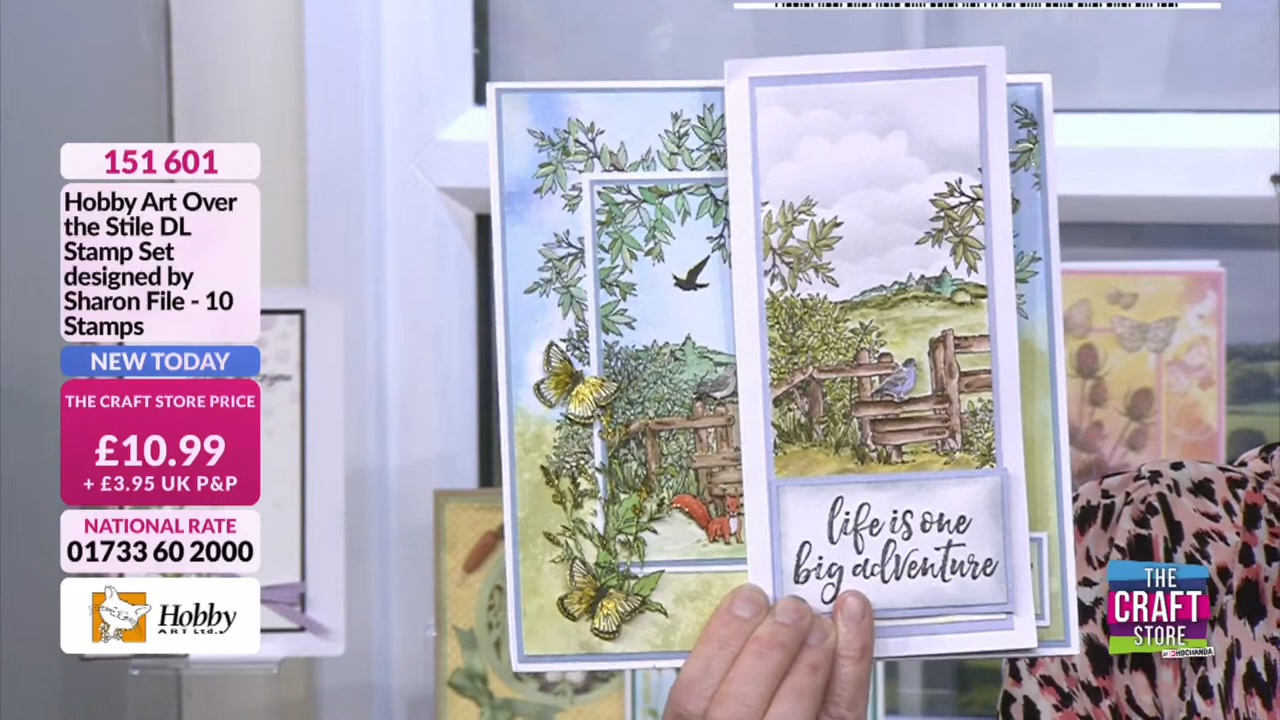 151 601
Hobby Art Over
the Stile DL
Stamp Set
designed by
Sharon File - 10
Stamps
NEW TODAY
THE CRAFT STORE PRICE
£10.99
+ £3.95 UK P&P
NATIONAL RATE
01733 60 2000
Hobby
ART Ltd.
life is one
big adventure
THE
CRAFT
STORE
BY HOCHANDA